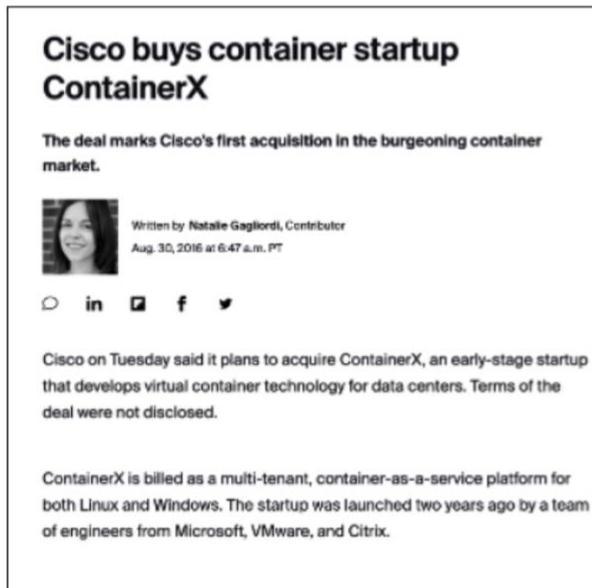 Cisco buys container startup
ContainerX
The deal marks Cisco's first acquisition in the burgeoning container
market.
Written by Natalie Gagliordi, Contributor
Aug. 30, 2016 at 6:47 a.m. PT
Cisco on Tuesday said it plans to acquire ContainerX, an early-stage startup
that develops virtual container technology for data centers. Terms of the
deal were not disclosed.
ContainerX is billed as a multi-tenant, container-as-a-service platform for
both Linux and Windows. The startup was launched two years ago by a team
of engineers from Microsoft, VMware, and Citrix.